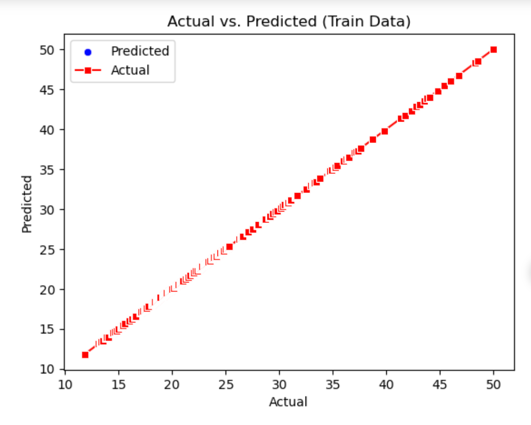 Actual vs. Predicted (Train Data)
Predicted
Actual
50
45
40
35
30
25
20
15
10
Predicted
10 15 20 25 30 35 40 45 50
Actual